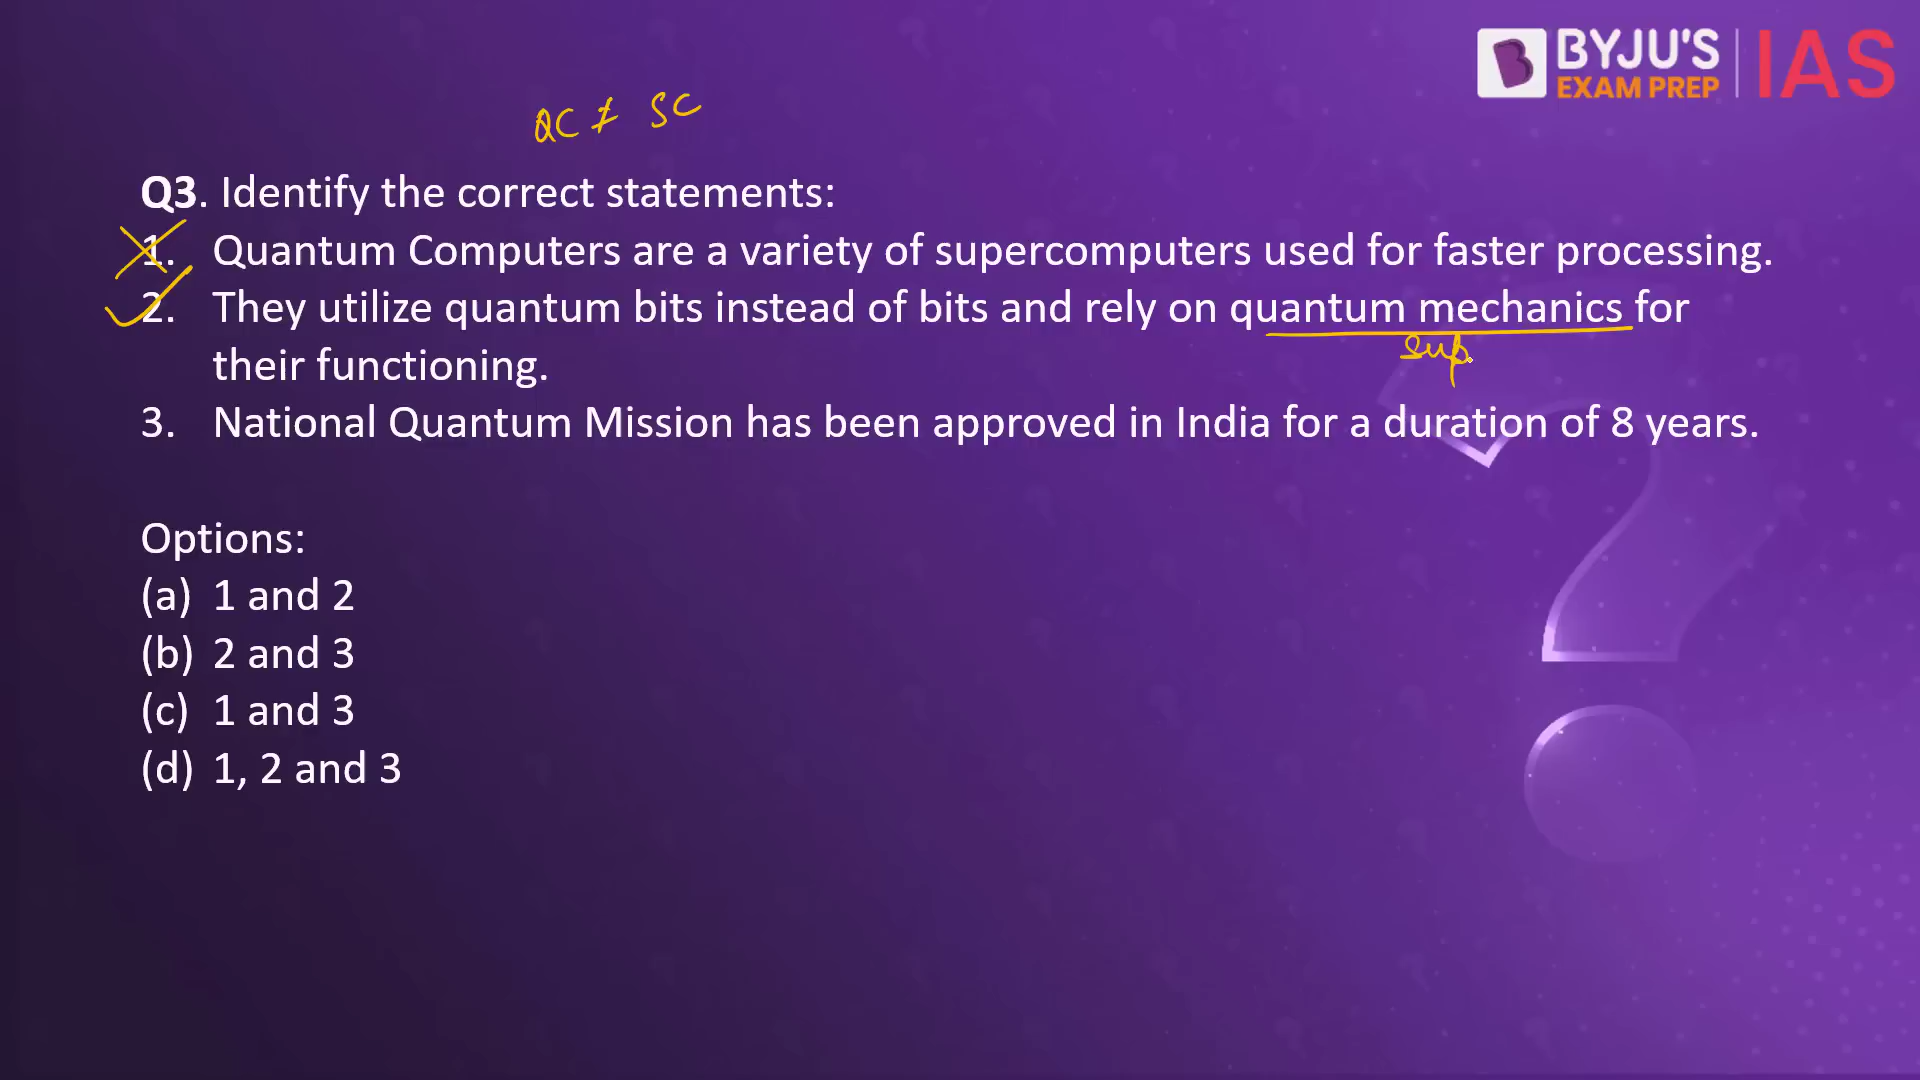 BYJU'S
EXAM PREP
IAS
QC ≠ SC
Q3. Identify the correct statements:
1. Quantum Computers are a variety of supercomputers used for faster processing.
2. They utilize quantum bits instead of bits and rely on quantum mechanics for
sup
their functioning.
3. National Quantum Mission has been approved in India for a duration of 8 years.
Options:
(a) 1 and 2
(b) 2 and 3
(c) 1 and 3
(d) 1, 2 and 3